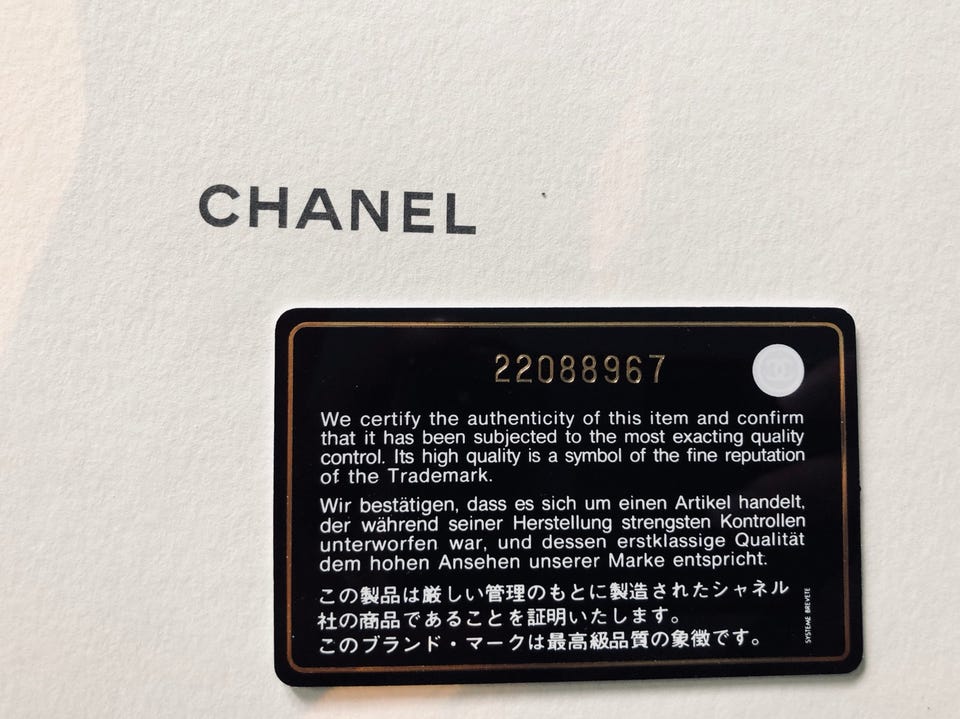 CHANEL
22088967
We certify the authenticity of this item and confirm
that it has been subjected to the most exacting quality
control. Its high quality is a symbol of the fine reputation
of the Trademark.
Wir bestätigen, dass es sich um einen Artikel handelt,
der während seiner Herstellung strengsten Kontrollen
unterworfen war, und dessen erstklassige Qualität
dem hohen Ansehen unserer Marke entspricht.
この製品は厳しい管理のもとに製造されたシャネル
社の商品であることを証明いたします。
このブランド・マークは最高級品質の象徴です。
SYSTEME BREVETE